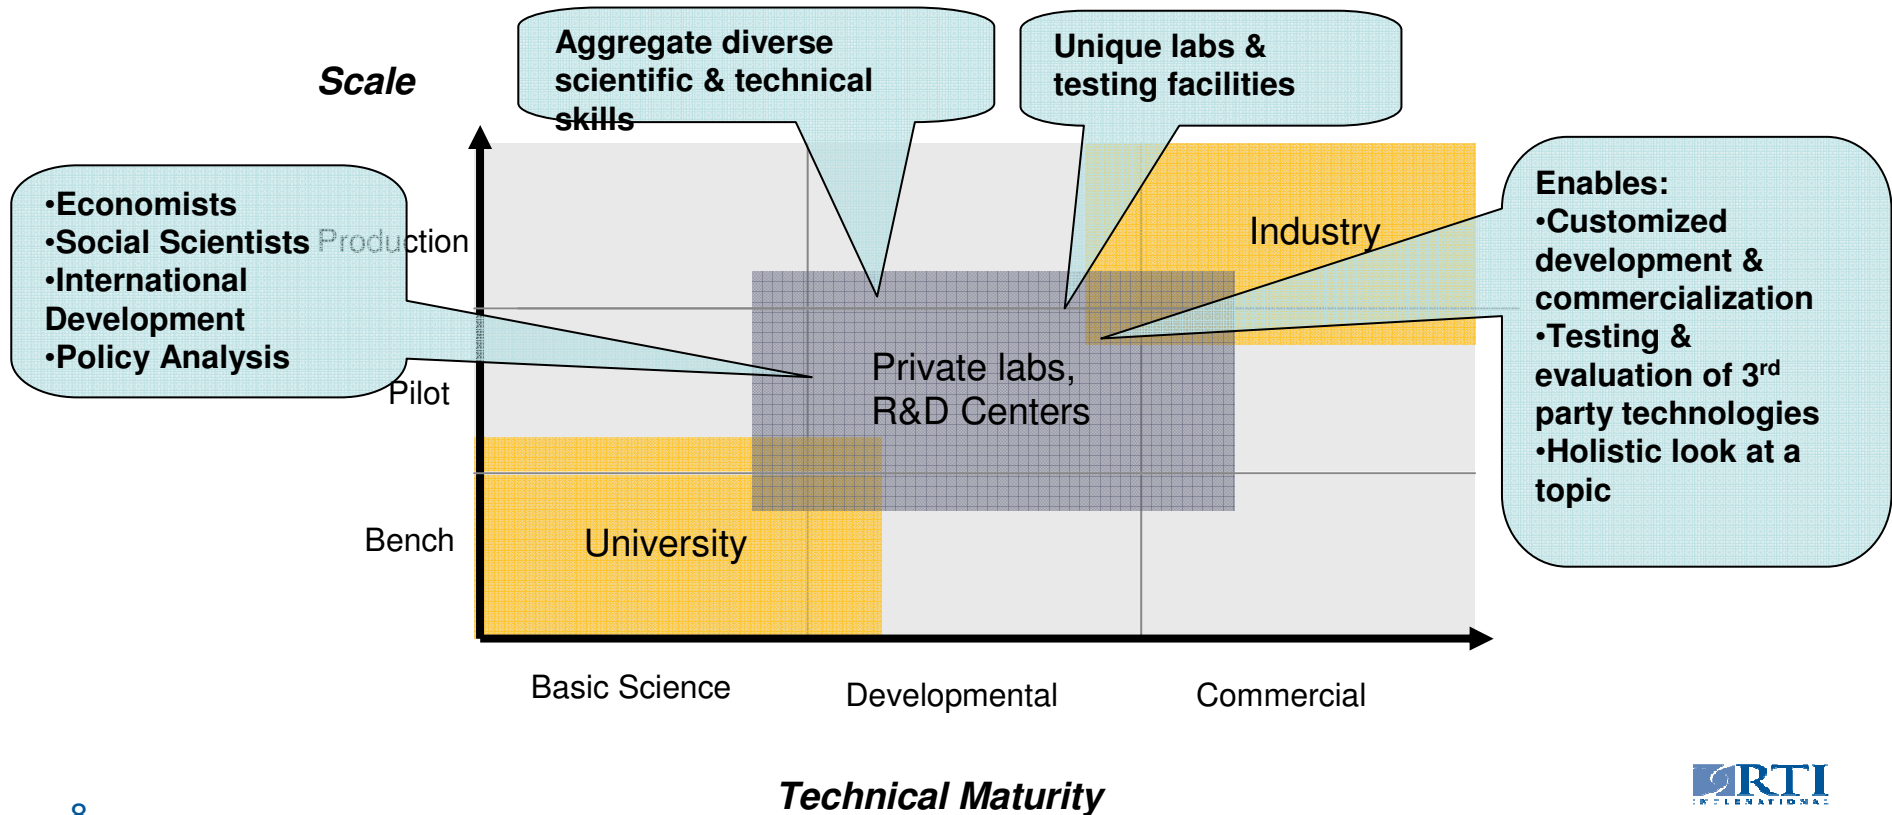 Scale
Aggregate diverse
scientific & technical
skills
Unique labs &
testing facilities
•Economists
•Social Scientists
•International
Development
•Policy Analysis
Enables:
•Customized
development &
commercialization
•Testing &
evaluation of 3rd
party technologies
•Holistic look at a
topic
Production
Pilot
Bench
Industry
Private labs,
R&D Centers
University
Basic Science
Developmental
Commercial
Technical Maturity
RTI
INTERNATIONAL